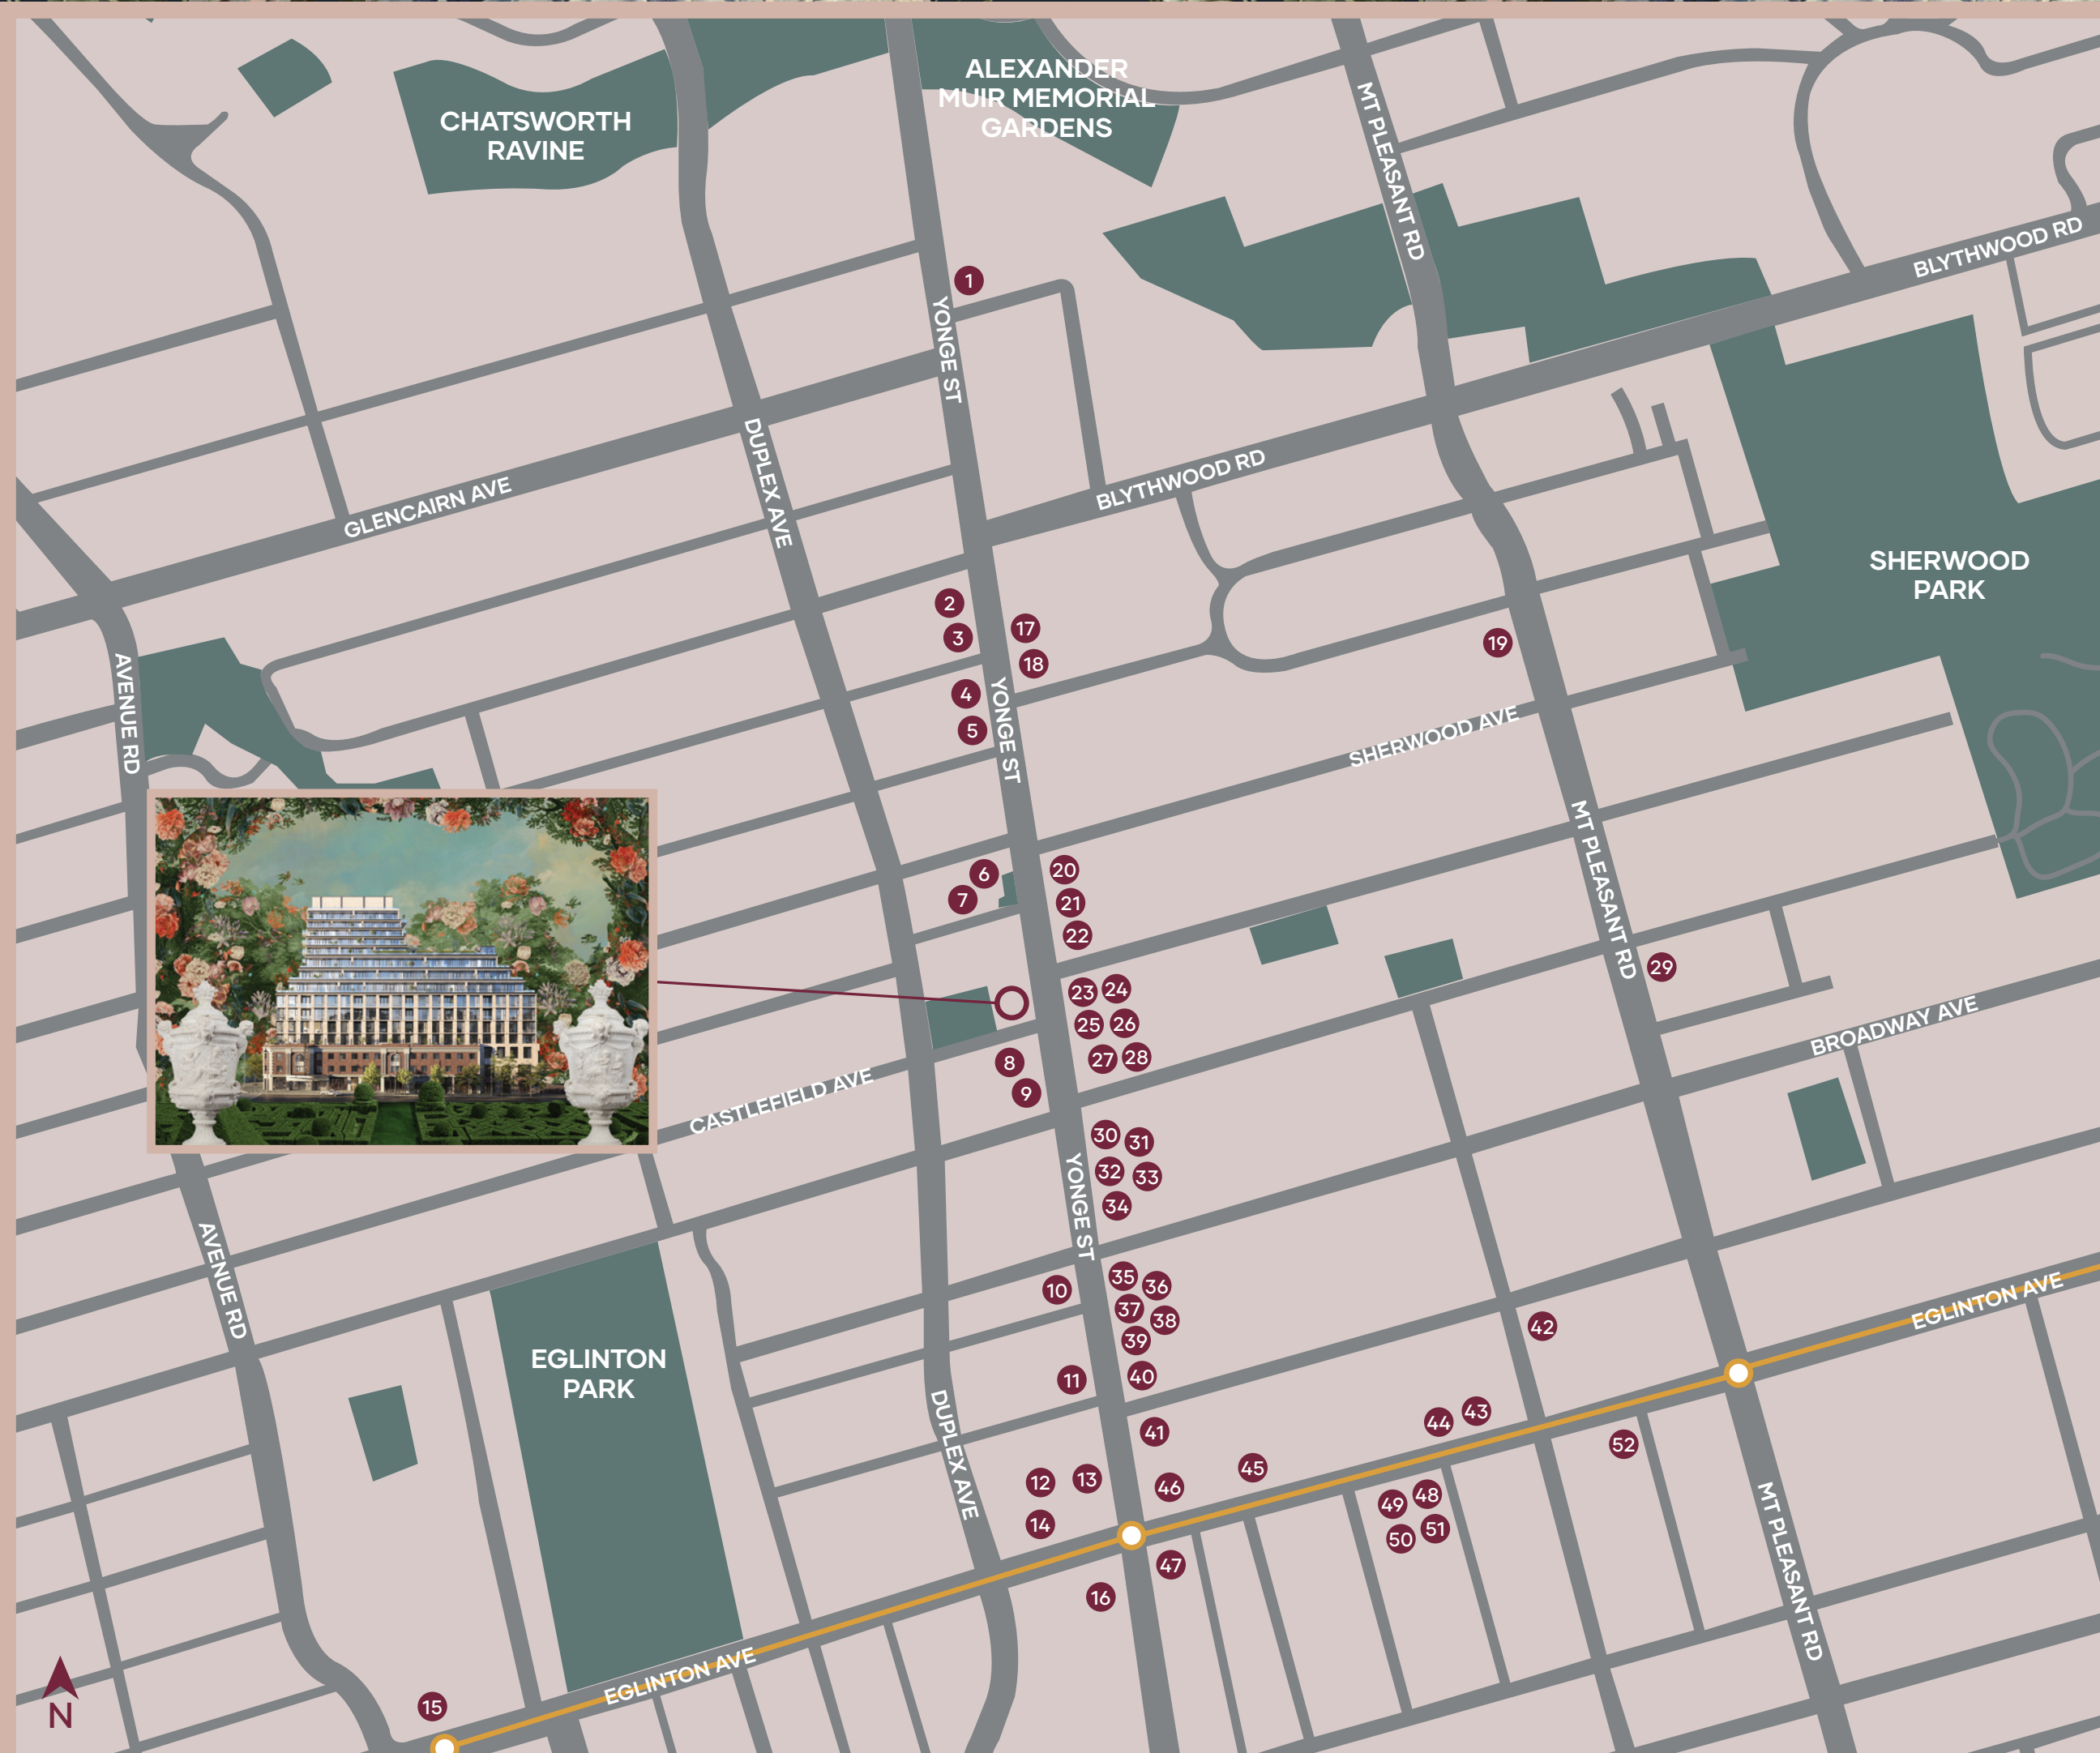 ALEXANDER
MUIR MEMORIAL
GARDENS
CHATSWORTH
RAVINE
MT PLEASANT RD
BLYTHWOOD RD
1
YONGE ST
DUPLEX AVE
BLYTHWOOD RD
GLENCAIRN AVE
SHERWOOD
PARK
2
17
3
18
19
AVENUE RD
4
5
YONGE ST
SHERWOOD AVE
MT PLEASANT RD
6
20
7
21
22
29
23
24
25
26
27
28
BROADWAY AVE
8
9
CASTLEFIELD AVE
30
31
32
33
34
YONGE ST
AVENUE RD
10
35
36
37
38
39
40
11
EGLINTON AVE
42
EGLINTON
PARK
DUPLEX AVE
41
43
44
52
45
12
13
46
14
49
48
50
51
47
16
MT PLEASANT RD
EGLINTON AVE
15
N